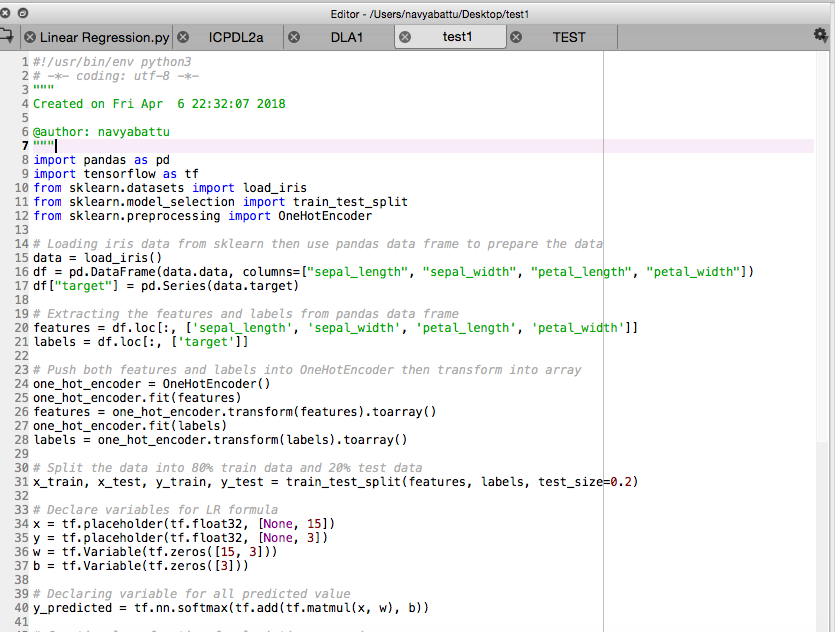 Editor - /Users/navyabattu/Desktop/test1
Linear Regression.py ICPDL2a DLA1 test1 TEST
1 #!/usr/bin/env python3
2 # -*- coding: utf-8 -*-
3 """
4 Created on Fri Apr  6 22:32:07 2018
5
6 @author: navyabattu
7 """
8 import pandas as pd
9 import tensorflow as tf
10 from sklearn.datasets import load_iris
11 from sklearn.model_selection import train_test_split
12 from sklearn.preprocessing import OneHotEncoder
13
14 # Loading iris data from sklearn then use pandas data frame to prepare the data
15 data = load_iris()
16 df = pd.DataFrame(data.data, columns=["sepal_length", "sepal_width", "petal_length", "petal_width"])
17 df["target"] = pd.Series(data.target)
18
19 # Extracting the features and labels from pandas data frame
20 features = df.loc[:, ['sepal_length', 'sepal_width', 'petal_length', 'petal_width']]
21 labels = df.loc[:, ['target']]
22
23 # Push both features and labels into OneHotEncoder then transform into array
24 one_hot_encoder = OneHotEncoder()
25 one_hot_encoder.fit(features)
26 features = one_hot_encoder.transform(features).toarray()
27 one_hot_encoder.fit(labels)
28 labels = one_hot_encoder.transform(labels).toarray()
29
30 # Split the data into 80% train data and 20% test data
31 x_train, x_test, y_train, y_test = train_test_split(features, labels, test_size=0.2)
32
33 # Declare variables for LR formula
34 x = tf.placeholder(tf.float32, [None, 15])
35 y = tf.placeholder(tf.float32, [None, 3])
36 w = tf.Variable(tf.zeros([15, 3]))
37 b = tf.Variable(tf.zeros([3]))
38
39 # Declaring variable for all predicted value
40 y_predicted = tf.nn.softmax(tf.add(tf.matmul(x, w), b))
41